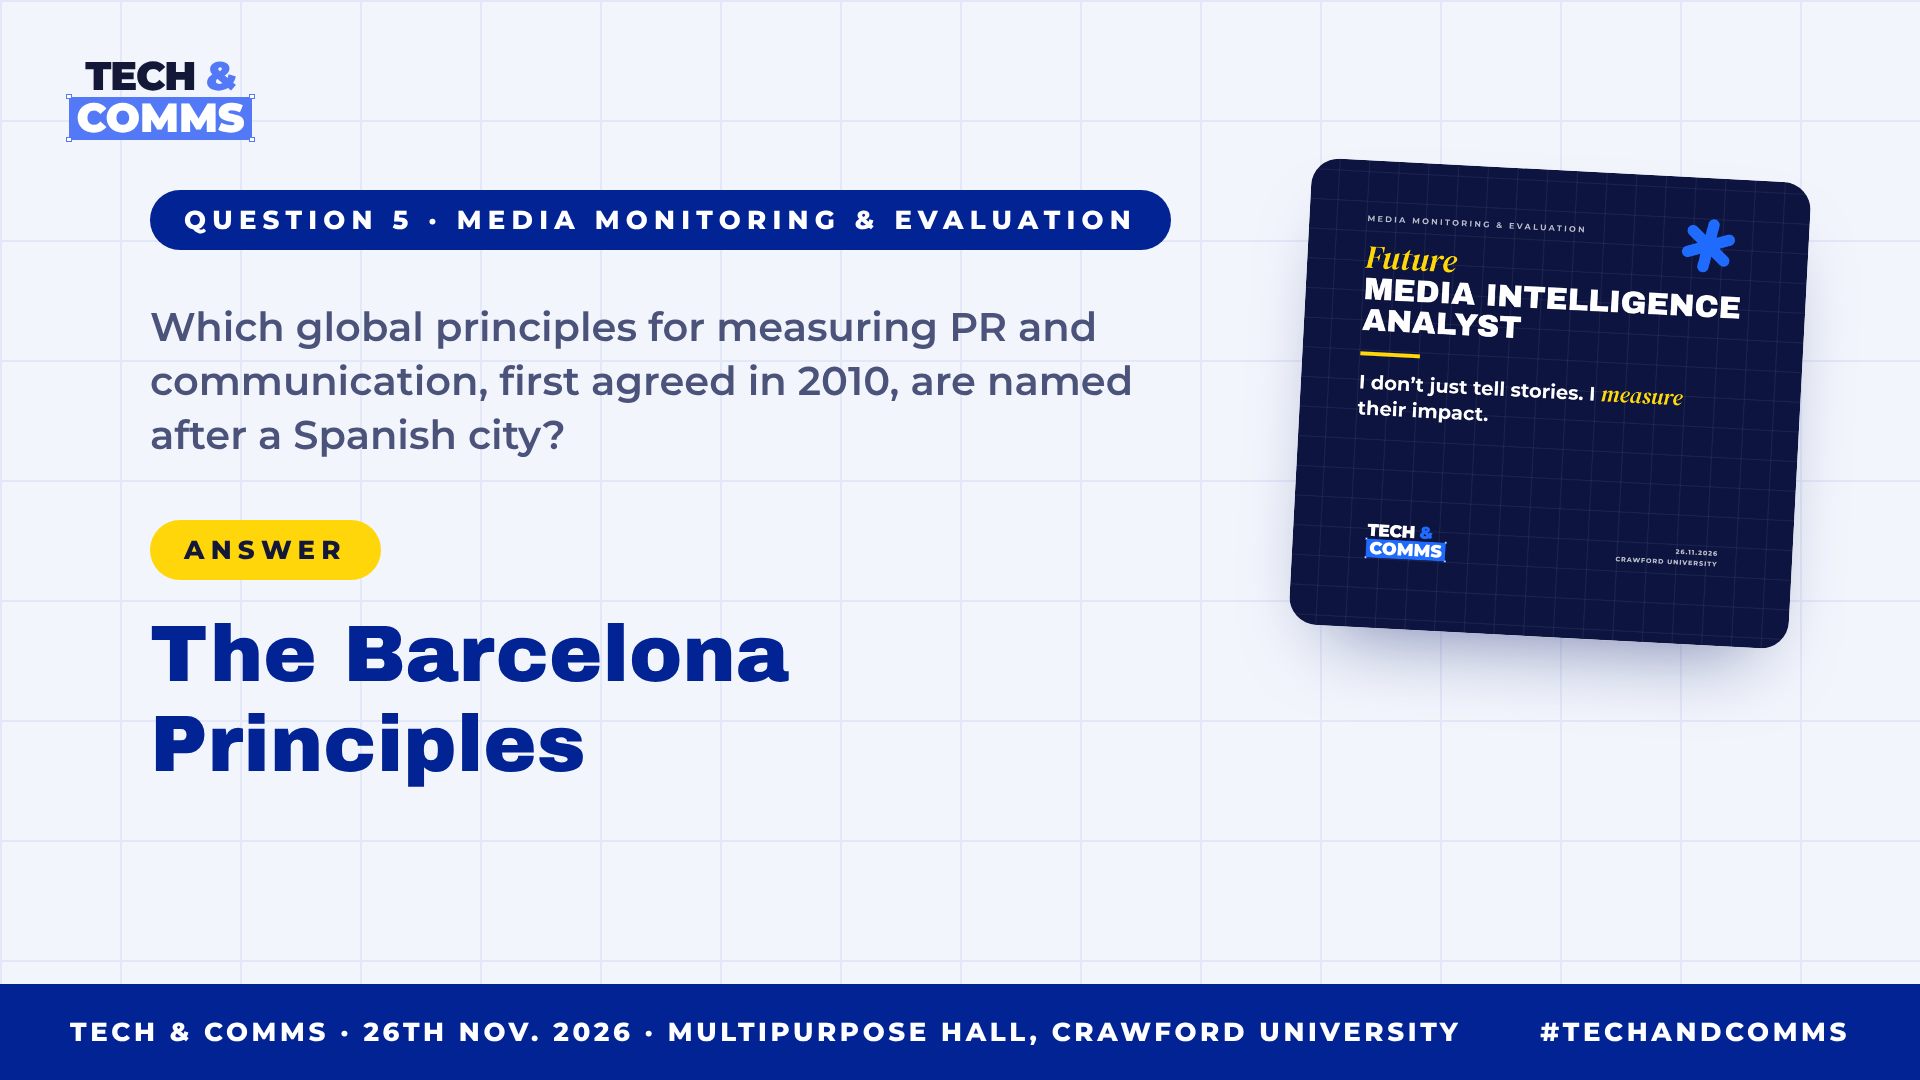 TECH &
COMMS
QUESTION 5 · MEDIA MONITORING & EVALUATION
Which global principles for measuring PR and
communication, first agreed in 2010, are named
after a Spanish city?
ANSWER
The Barcelona
Principles
MEDIA MONITORING & EVALUATION
Future
MEDIA INTELLIGENCE
ANALYST
I don’t just tell stories. I measure
their impact.
TECH &
COMMS
26.11.2026
CRAWFORD UNIVERSITY
TECH & COMMS · 26TH NOV. 2026 · MULTIPURPOSE HALL, CRAWFORD UNIVERSITY #TECHANDCOMMS